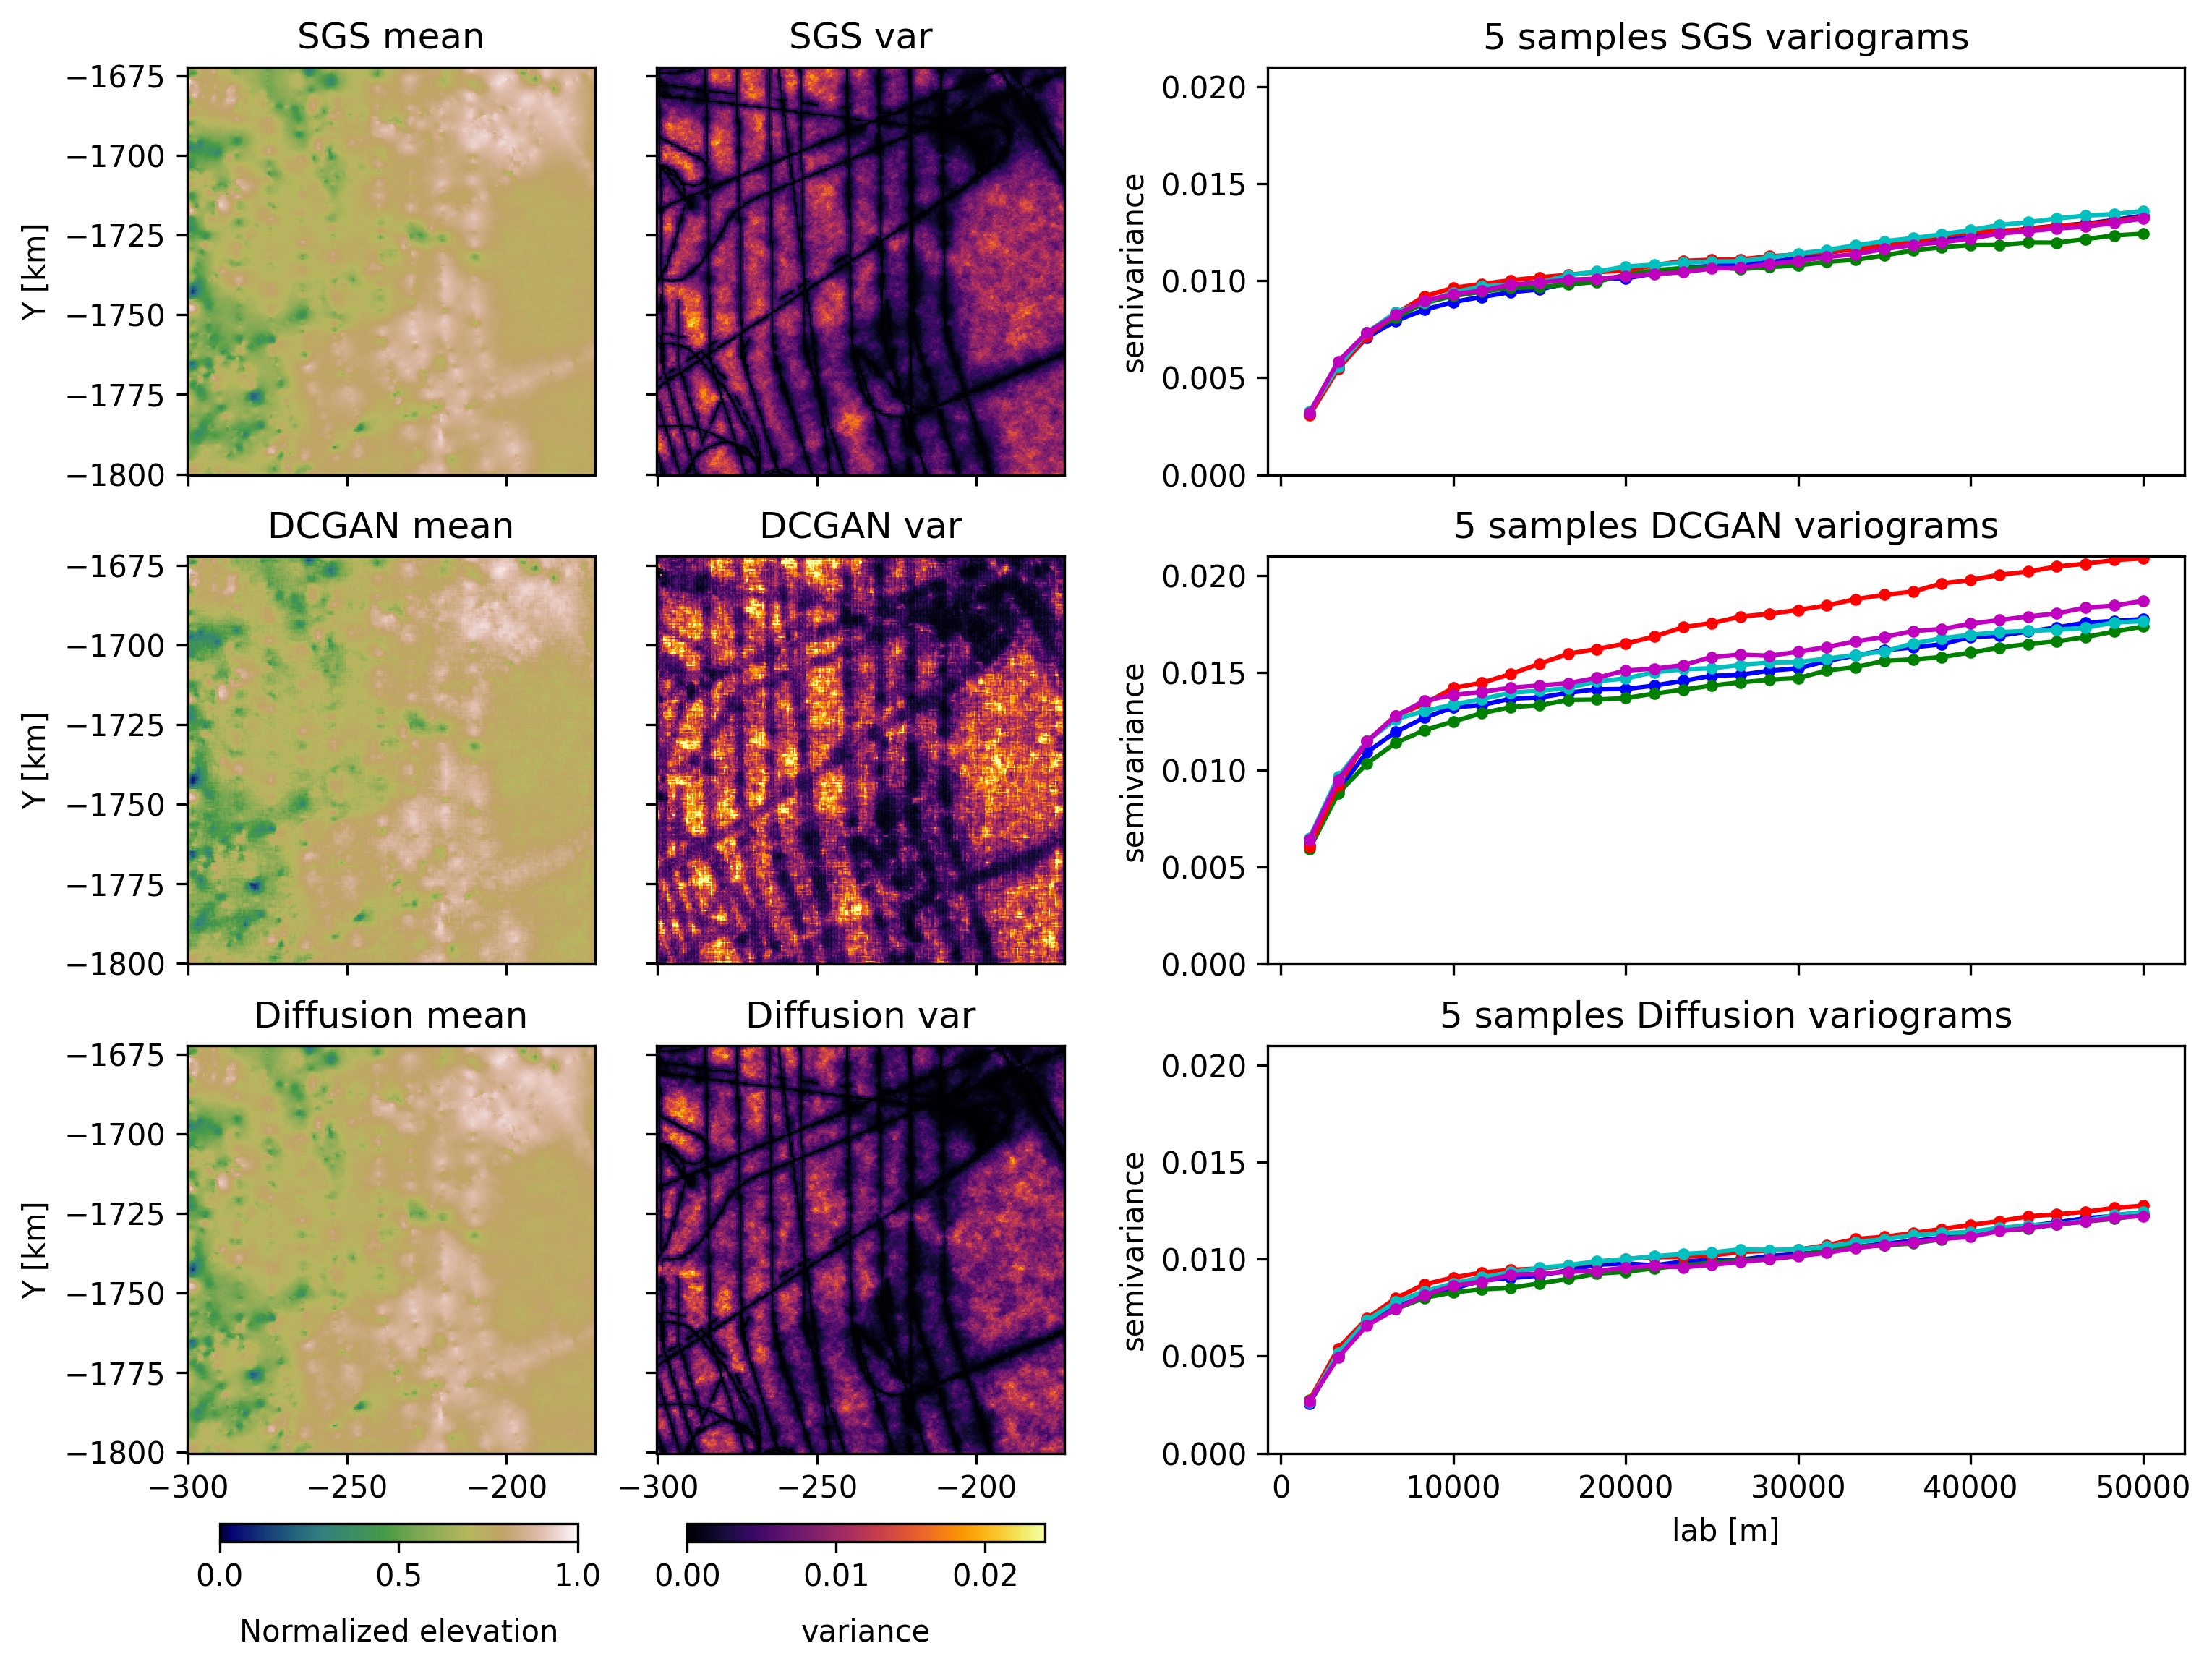 SGS mean
SGS var
5 samples SGS variograms
−1675
−1700
−1725
−1750
−1775
−1800
Y [km]
semivariance
0.020
0.015
0.010
0.005
0.000
DCGAN mean
DCGAN var
5 samples DCGAN variograms
−1675
−1700
−1725
−1750
−1775
−1800
Y [km]
semivariance
0.020
0.015
0.010
0.005
0.000
Diffusion mean
Diffusion var
5 samples Diffusion variograms
−1675
−1700
−1725
−1750
−1775
−1800
Y [km]
semivariance
0.020
0.015
0.010
0.005
0.000
−300 −250 −200
−300 −250 −200
0 10000 20000 30000 40000 50000
lab [m]
0.0 0.5 1.0
Normalized elevation
0.00 0.01 0.02
variance